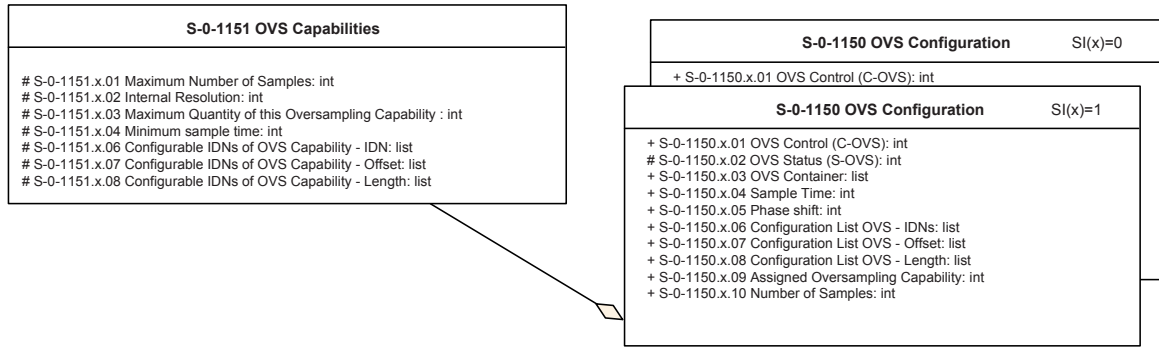 S-0-1151 OVS Capabilities
# S-0-1151.x.01 Maximum Number of Samples: int
# S-0-1151.x.02 Internal Resolution: int
# S-0-1151.x.03 Maximum Quantity of this Oversampling Capability : int
# S-0-1151.x.04 Minimum sample time: int
# S-0-1151.x.06 Configurable IDNs of OVS Capability - IDN: list
# S-0-1151.x.07 Configurable IDNs of OVS Capability - Offset: list
# S-0-1151.x.08 Configurable IDNs of OVS Capability - Length: list
S-0-1150 OVS Configuration SI(x)=0
+ S-0-1150.x.01 OVS Control (C-OVS): int
S-0-1150 OVS Configuration SI(x)=1
+ S-0-1150.x.01 OVS Control (C-OVS): int
# S-0-1150.x.02 OVS Status (S-OVS): int
+ S-0-1150.x.03 OVS Container: list
+ S-0-1150.x.04 Sample Time: int
+ S-0-1150.x.05 Phase shift: int
+ S-0-1150.x.06 Configuration List OVS - IDNs: list
+ S-0-1150.x.07 Configuration List OVS - Offset: list
+ S-0-1150.x.08 Configuration List OVS - Length: list
+ S-0-1150.x.09 Assigned Oversampling Capability: int
+ S-0-1150.x.10 Number of Samples: int